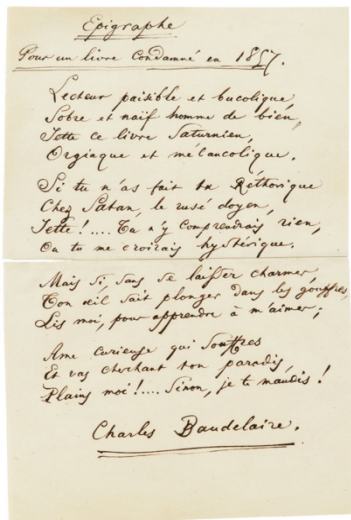 Epigraphe
Pour un livre condamné en 1857.
Lecteur paisible et bucolique
Sobre et naïf homme de bien,
Jette ce livre saturnien,
Orgiaque et mélancolique.
Si tu n'as fait ta Réthorique
Chez Satan, le rusé doyen,
Jette !.... Tu n'y comprendrais rien,
Ou tu me croirais hystérique.
Mais si, sans se laisser charmer,
Ton œil sait plonger dans les gouffres,
Lis moi, pour apprendre à m'aimer ;
Ame curieuse qui souffres
Et vas cherchant ton paradis,
Plains moi !.... Sinon, je te maudis !
Charles Baudelaire.